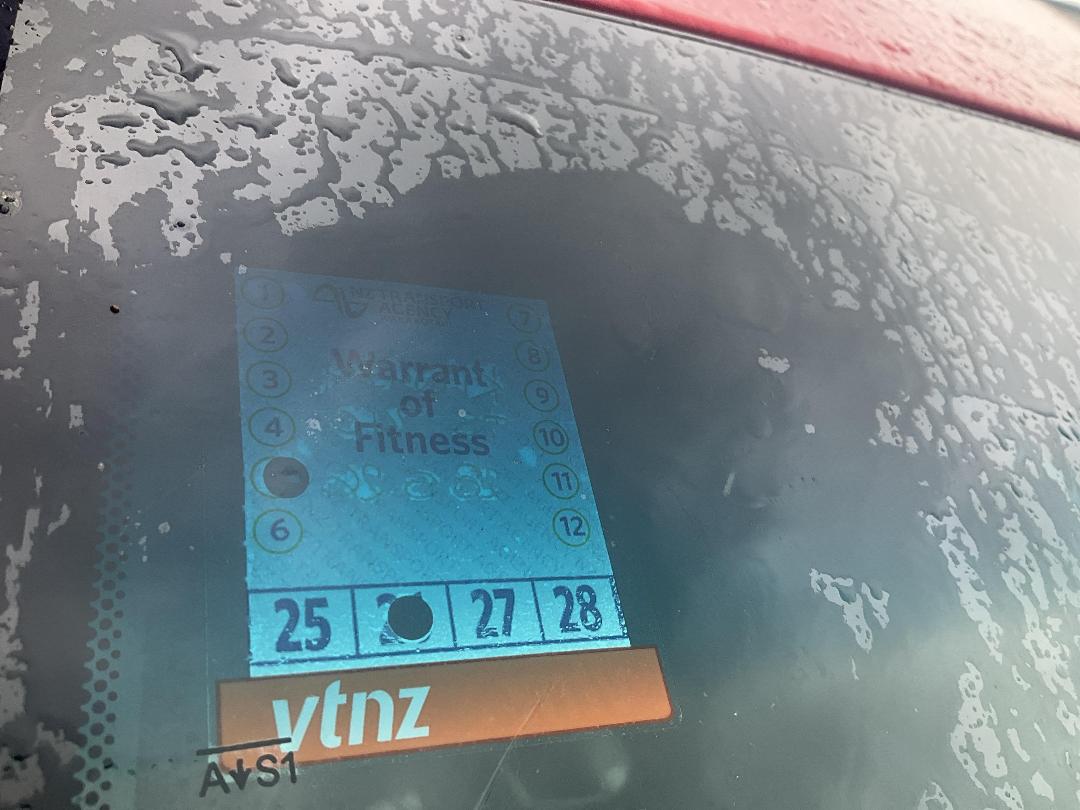 NZ TRANSPORT
AGENCY
1
7
2
8
Warrant
3
9
of
4
10
Fitness
11
6
12
25
27
28
vtnz
A↓S1